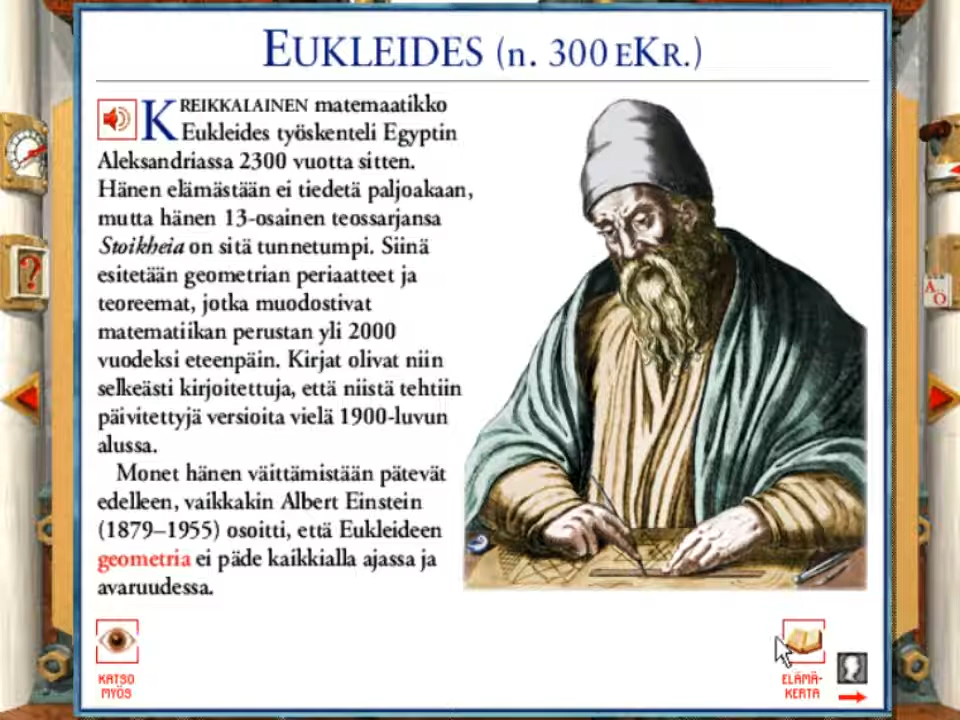 EUKLEIDES (n. 300 EKR.)
KREIKKALAINEN matemaatikko
Eukleides työskenteli Egyptin
Aleksandriassa 2300 vuotta sitten.
Hänen elämästään ei tiedetä paljoakaan,
mutta hänen 13-osainen teossarjansa
Stoikheia on sitä tunnetumpi. Siinä
esitetään geometrian periaatteet ja
teoreemat, jotka muodostivat
matematiikan perustan yli 2000
vuodeksi eteenpäin. Kirjat olivat niin
selkeästi kirjoitettuja, että niistä tehtiin
päivitettyjä versioita vielä 1900-luvun
alussa.
Monet hänen väittämistään pätevät
edelleen, vaikkakin Albert Einstein
(1879–1955) osoitti, että Eukleideen
geometria ei päde kaikkialla ajassa ja
avaruudessa.
KATSO
MYÖS
ELÄMÄ-
KERTA
?
A...
Ö